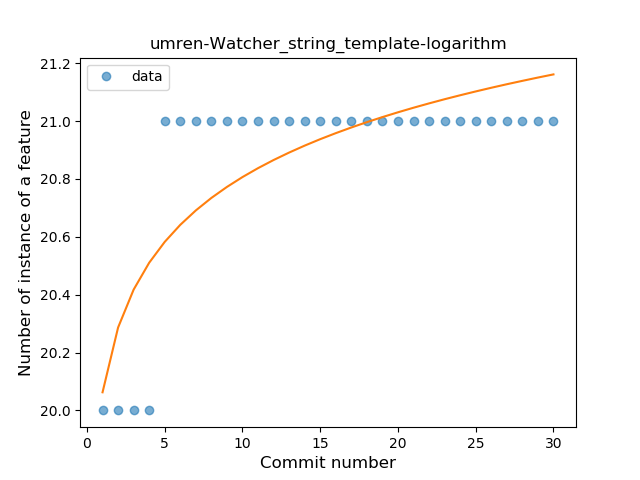 umren-Watcher_string_template-logarithm
data
Number of instance of a feature
21.2
21.0
20.8
20.6
20.4
20.2
20.0
0 5 10 15 20 25 30
Commit number